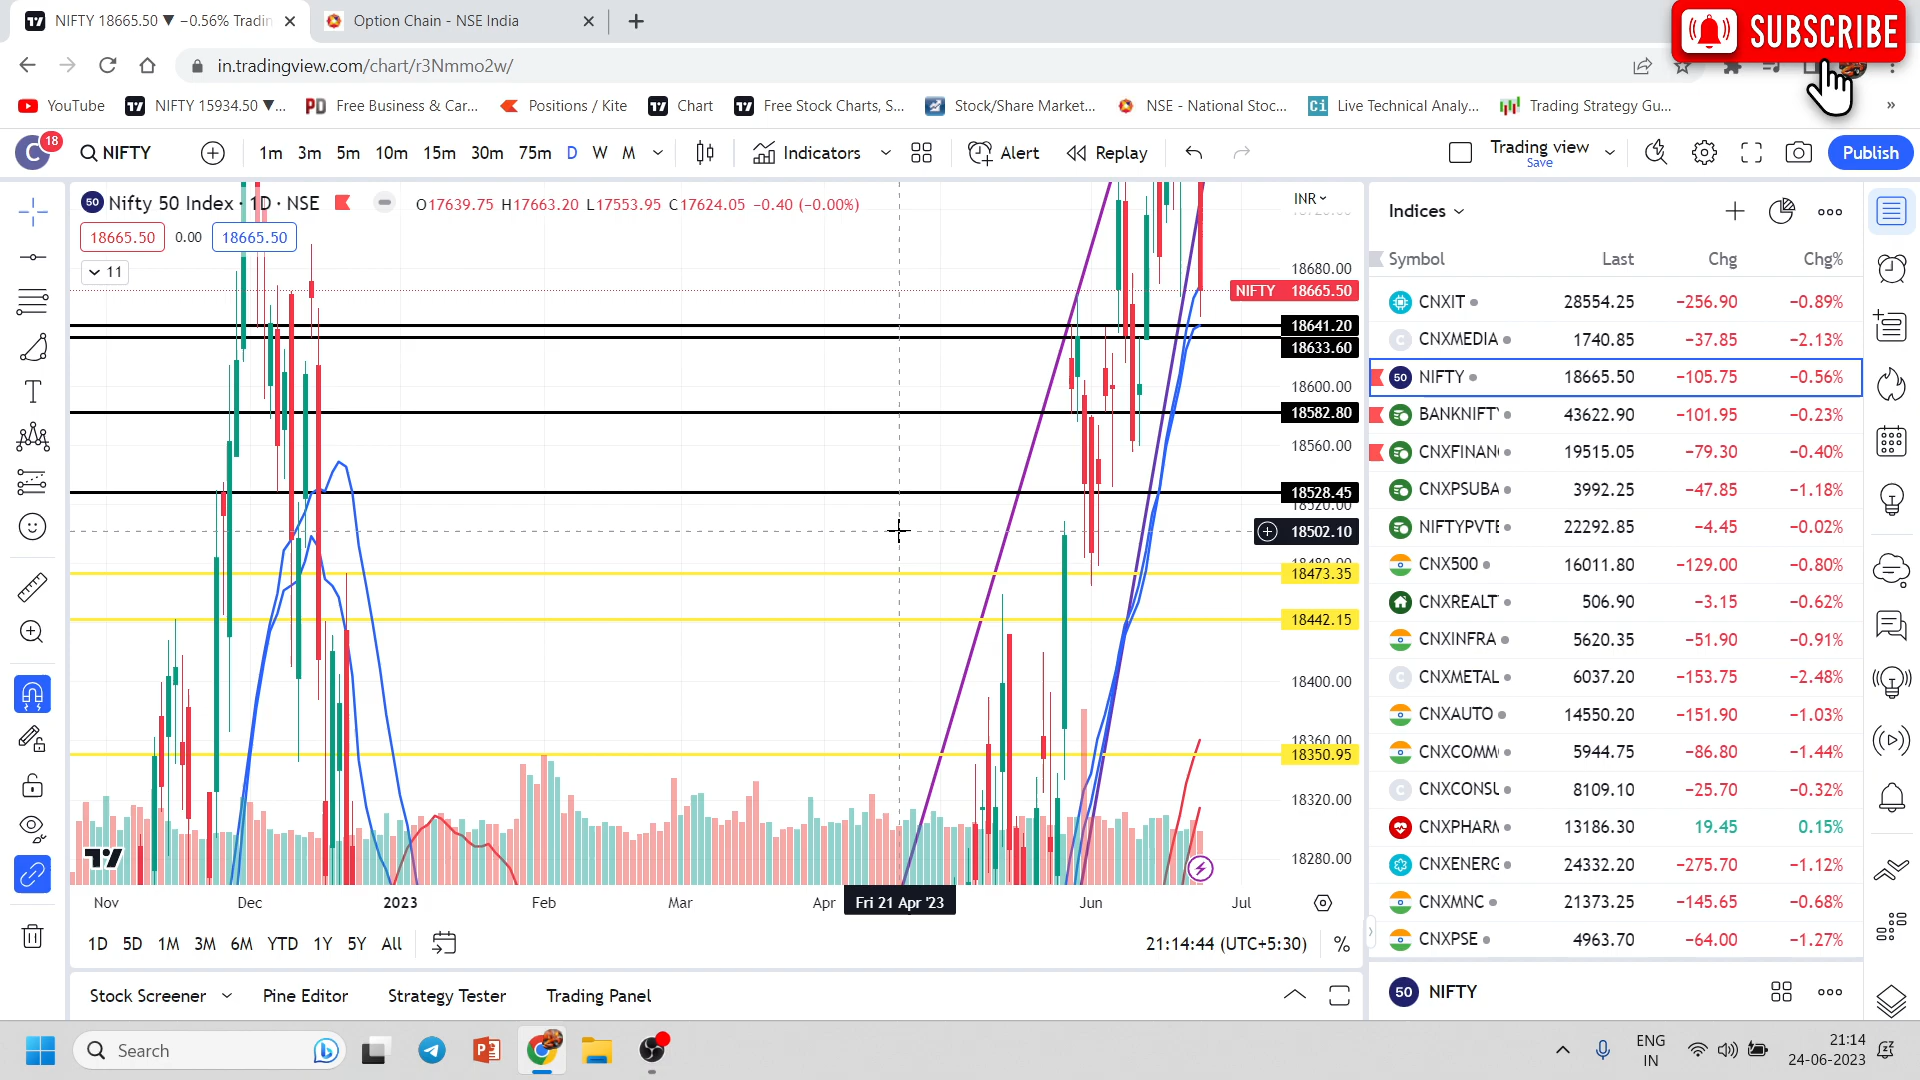 NIFTY 18665.50 ▼ −0.56% Tradin
Option Chain - NSE India
SUBSCRIBE
in.tradingview.com/chart/r3Nmmo2w/
YouTube
NIFTY 15934.50 ▼...
Free Business & Car...
Positions / Kite
Chart
Free Stock Charts, S...
Stock/Share Market...
NSE - National Stoc...
Live Technical Analy...
Trading Strategy Gu...
C 18
NIFTY
1m 3m 5m 10m 15m 30m 75m D W M
Indicators
Alert
Replay
Trading view
Save
Publish
50 Nifty 50 Index · 1D · NSE
O17639.75 H17663.20 L17553.95 C17624.05 −0.40 (−0.00%)
18665.50 0.00 18665.50
11
INR
18680.00
NIFTY 18665.50
18641.20
18633.60
18600.00
18582.80
18560.00
18528.45
18520.00
18502.10
18480.00
18473.35
18442.15
18400.00
18360.00
18350.95
18320.00
18280.00
Nov Dec 2023 Feb Mar Apr Fri 21 Apr '23 Jun Jul
1D 5D 1M 3M 6M YTD 1Y 5Y All
21:14:44 (UTC+5:30) %
Stock Screener Pine Editor Strategy Tester Trading Panel
Indices
Symbol Last Chg Chg%
CNXIT 28554.25 −256.90 −0.89%
C CNXMEDIA 1740.85 −37.85 −2.13%
50 NIFTY 18665.50 −105.75 −0.56%
BANKNIFTY 43622.90 −101.95 −0.23%
CNXFINAN 19515.05 −79.30 −0.40%
CNXPSUBA 3992.25 −47.85 −1.18%
NIFTYPVTE 22292.85 −4.45 −0.02%
CNX500 16011.80 −129.00 −0.80%
CNXREALT 506.90 −3.15 −0.62%
CNXINFRA 5620.35 −51.90 −0.91%
C CNXMETAL 6037.20 −153.75 −2.48%
CNXAUTO 14550.20 −151.90 −1.03%
CNXCOMM 5944.75 −86.80 −1.44%
C CNXCONSU 8109.10 −25.70 −0.32%
CNXPHARM 13186.30 19.45 0.15%
CNXENERG 24332.20 −275.70 −1.12%
CNXMNC 21373.25 −145.65 −0.68%
CNXPSE 4963.70 −64.00 −1.27%
50 NIFTY
Search
ENG
IN
21:14
24-06-2023